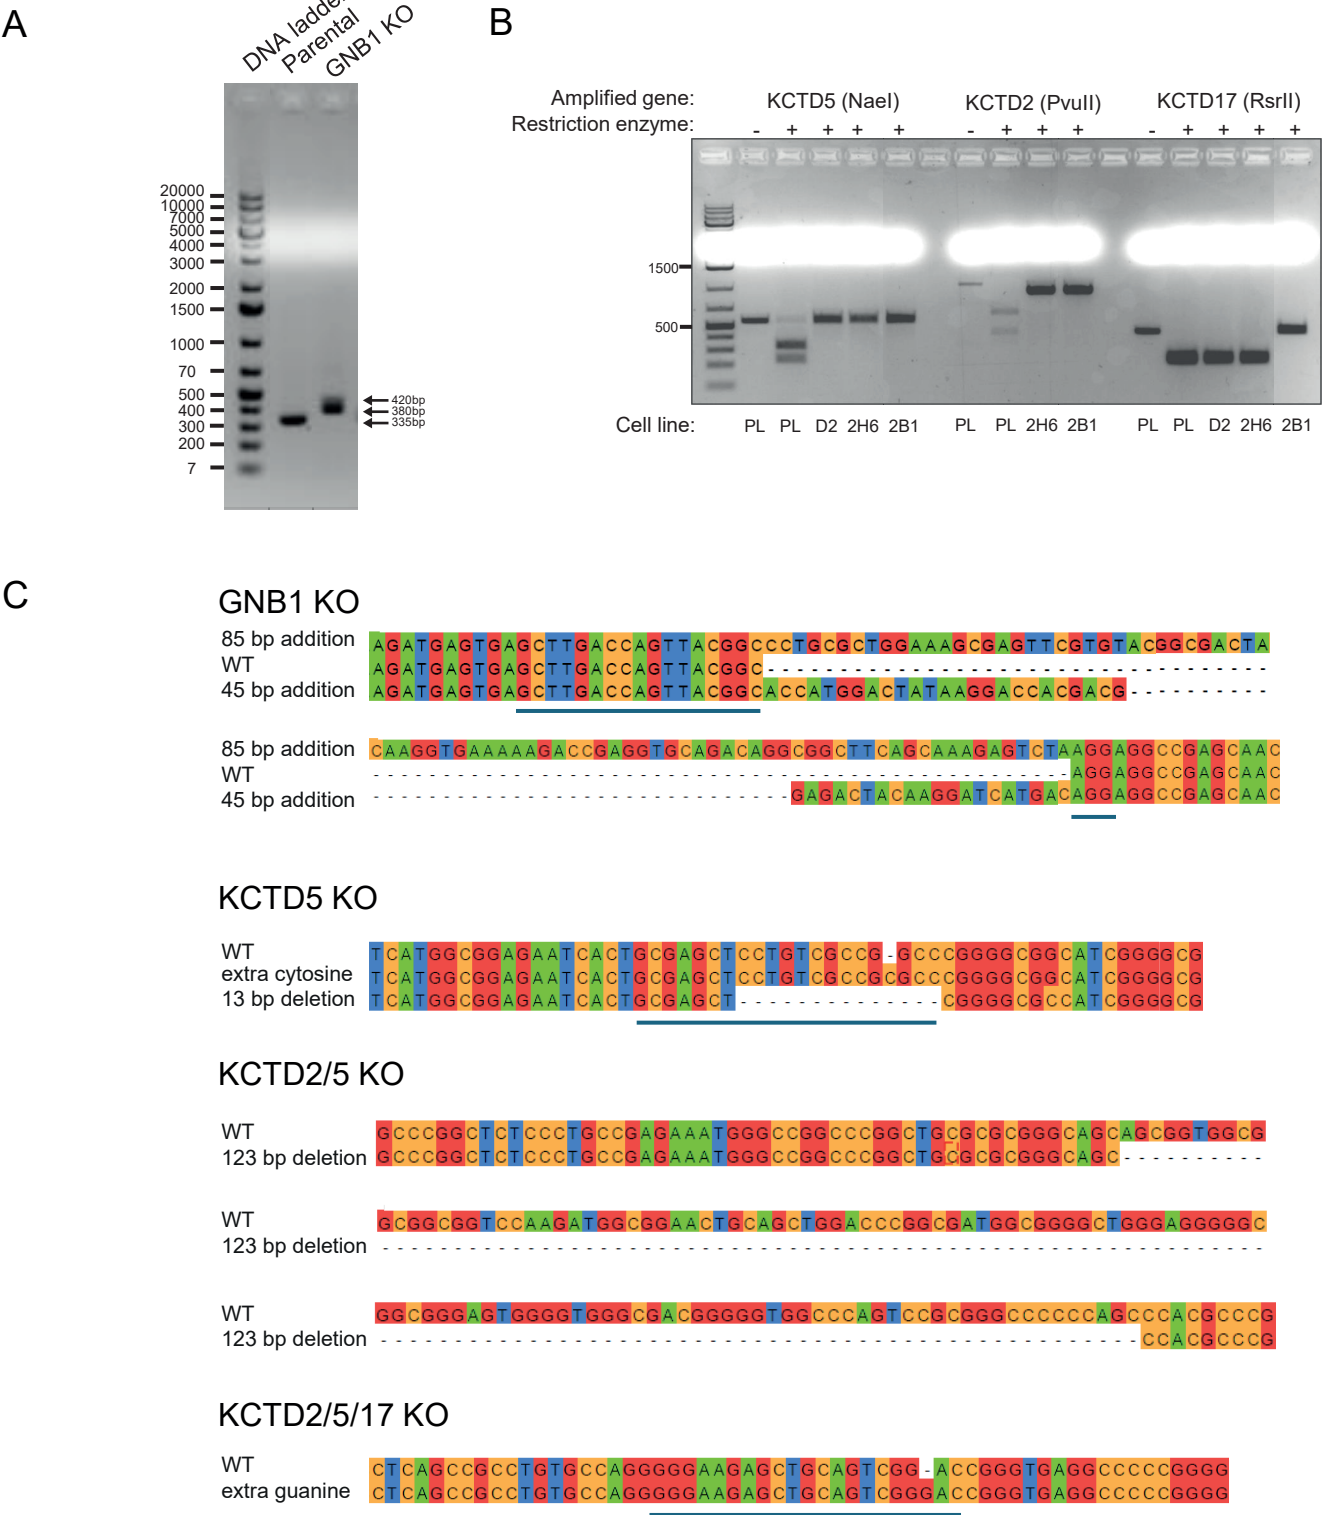 A
DNA ladder
Parental
GNB1 KO
20000
10000
7000
5000
4000
3000
2000
1500
1000
70
500
400
300
200
7
420bp
380bp
335bp
B
Amplified gene: KCTD5 (NaeI) KCTD2 (PvuII) KCTD17 (RsrII)
Restriction enzyme: - + + + + - + + + - + + + +
1500
500
Cell line: PL PL D2 2H6 2B1 PL PL 2H6 2B1 PL PL D2 2H6 2B1
C
GNB1 KO
85 bp addition AGATGAGTGAGCTTGACCAGTTACGGCCCTGCGCTGGAAAGCGAGTTCGTGTACGGCGACTA
WT AGATGAGTGAGCTTGACCAGTTACGGC-----------------------------------
45 bp addition AGATGAGTGAGCTTGACCAGTTACGGCACCATGGACTATAAGGACCACGACG----------
85 bp addition CAAGGTGAAAAAGACCGAGGTGCAGACAGGCGGCTTCAGCAAAGAGTCTAAGGAGGCCGAGCAAC
WT ------------------------------------------------AGGAGGCCGAGCAAC
45 bp addition -----------------------------GAGACTACAAGGATCATGACAGGAGGCCGAGCAAC
KCTD5 KO
WT TCATGGCGGAGAATCACTGCGAGCTCCTGTCGCCG-GCCCGGGGCGGCATCGGGGCG
extra cytosine TCATGGCGGAGAATCACTGCGAGCTCCTGTCGCCGCGCCCGGGGCGGCATCGGGGCG
13 bp deletion TCATGGCGGAGAATCACTGCGAGCT--------------CGGGGCGCCATCGGGGCG
KCTD2/5 KO
WT GCCCGGCTCTCCCTGCCGAGAAATGGGCCGGCCCGGCTGCGCGCGGGCAGCAGCGGTGGCG
123 bp deletion GCCCGGCTCTCCCTGCCGAGAAATGGGCCGGCCCGGCTGCGCGCGGGCAGC----------
WT GCGGCGGTCCAAGATGGCGGAACTGCAGCTGGACCCGGCGATGGCGGGGCTGGGAGGGGGC
123 bp deletion -------------------------------------------------------------
WT GGCGGGAGTGGGGTGGGCGACGGGGGTGGCCCAGTCCGCGGGCCCCCCAGCCCACGCCCG
123 bp deletion ----------------------------------------------------CCACGCCCG
KCTD2/5/17 KO
WT CTCAGCCGCCTGTGCCAGGGGGAAGAGCTGCAGTCGG-ACCGGGTGAGGCCCCCGGGG
extra guanine CTCAGCCGCCTGTGCCAGGGGGAAGAGCTGCAGTCGGGACCGGGTGAGGCCCCCGGGG